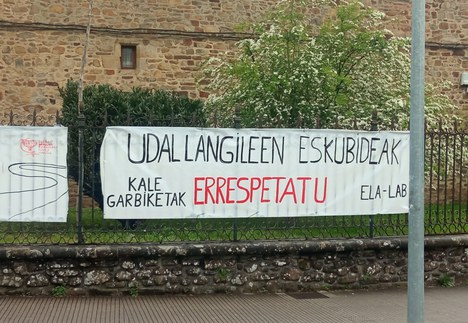 UDAL LANGILEEN ESKUBIDEAK
KALE
GARBIKETAK
ERRESPETATU
ELA-LAB